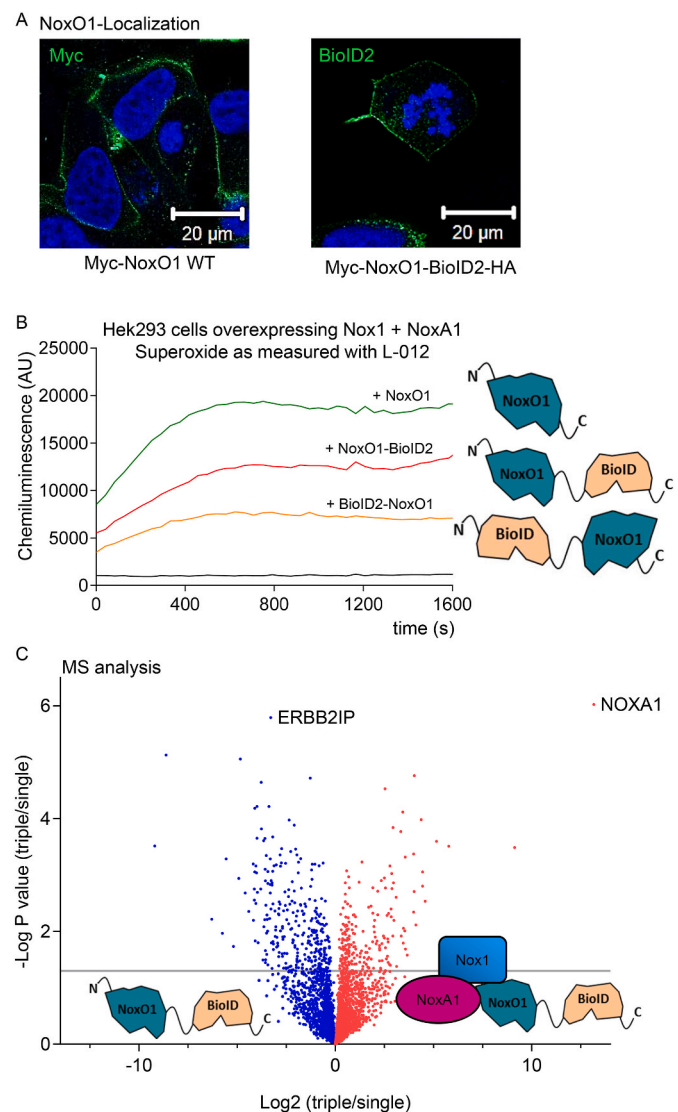 A
NoxO1-Localization
Myc
BioID2
20 µm
20 µm
Myc-NoxO1 WT
Myc-NoxO1-BioID2-HA
B
Hek293 cells overexpressing Nox1 + NoxA1
Superoxide as measured with L-012
Chemiluminescence (AU)
25000
20000
15000
10000
5000
0
+ NoxO1
+ NoxO1-BioID2
+ BioID2-NoxO1
0
400
800
1200
1600
time (s)
N
NoxO1
C
N
NoxO1
BioID
C
N
BioID
NoxO1
C
C
MS analysis
-Log P value (triple/single)
6
4
2
0
ERBB2IP
NOXA1
Nox1
NoxA1
NoxO1
BioID
C
N
NoxO1
BioID
C
-10
0
10
Log2 (triple/single)